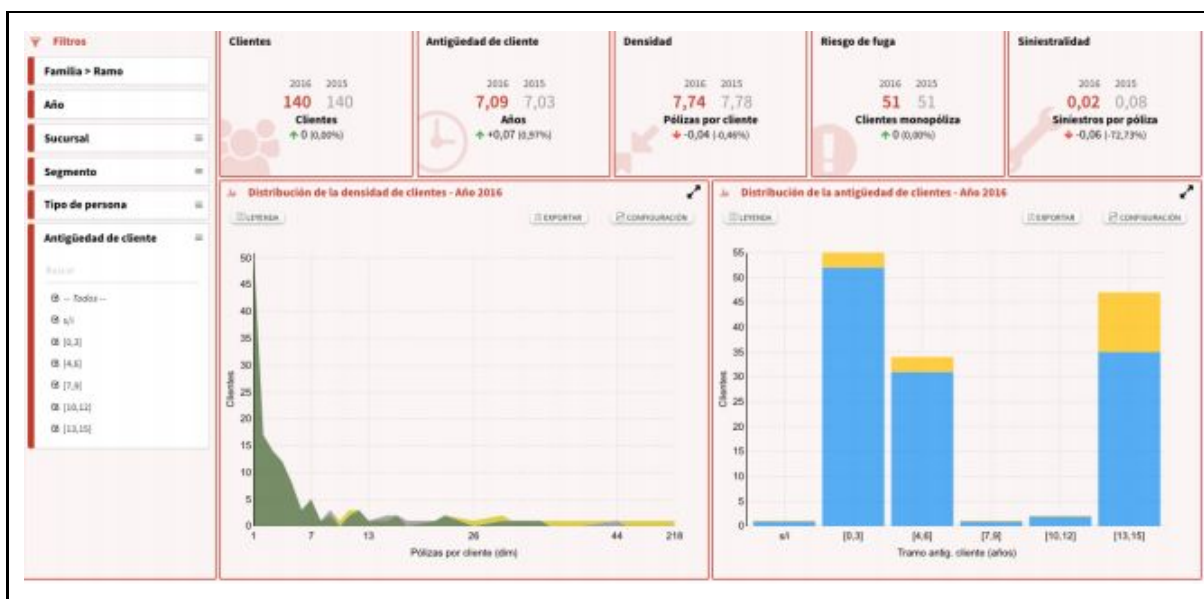 Filtros
Familia > Ramo
Año
Sucursal
Segmento
Tipo de persona
Antigüedad de cliente
Buscar
-- Todos --
s/i
[0,3]
[4,6]
[7,9]
[10,12]
[13,15]
Clientes
2016 2015
140 140
Clientes
0 (0,00%)
Antigüedad de cliente
2016 2015
7,09 7,03
Años
+0,07 (0,97%)
Densidad
2016 2015
7,74 7,78
Pólizas por cliente
-0,04 (-0,46%)
Riesgo de fuga
2016 2015
51 51
Clientes monopóliza
0 (0,00%)
Siniestralidad
2016 2015
0,02 0,08
Siniestros por póliza
-0,06 (-72,73%)
Distribución de la densidad de clientes - Año 2016
LEYENDA EXPORTAR CONFIGURACIÓN
50
45
40
35
30
25
20
15
10
5
0
Clientes
1 7 13 26 44 218
Pólizas por cliente (dim)
Distribución de la antigüedad de clientes - Año 2016
LEYENDA EXPORTAR CONFIGURACIÓN
55
50
45
40
35
30
25
20
15
10
5
0
Clientes
s/i [0,3] [4,6] [7,9] [10,12] [13,15]
Tramo antig. cliente (años)